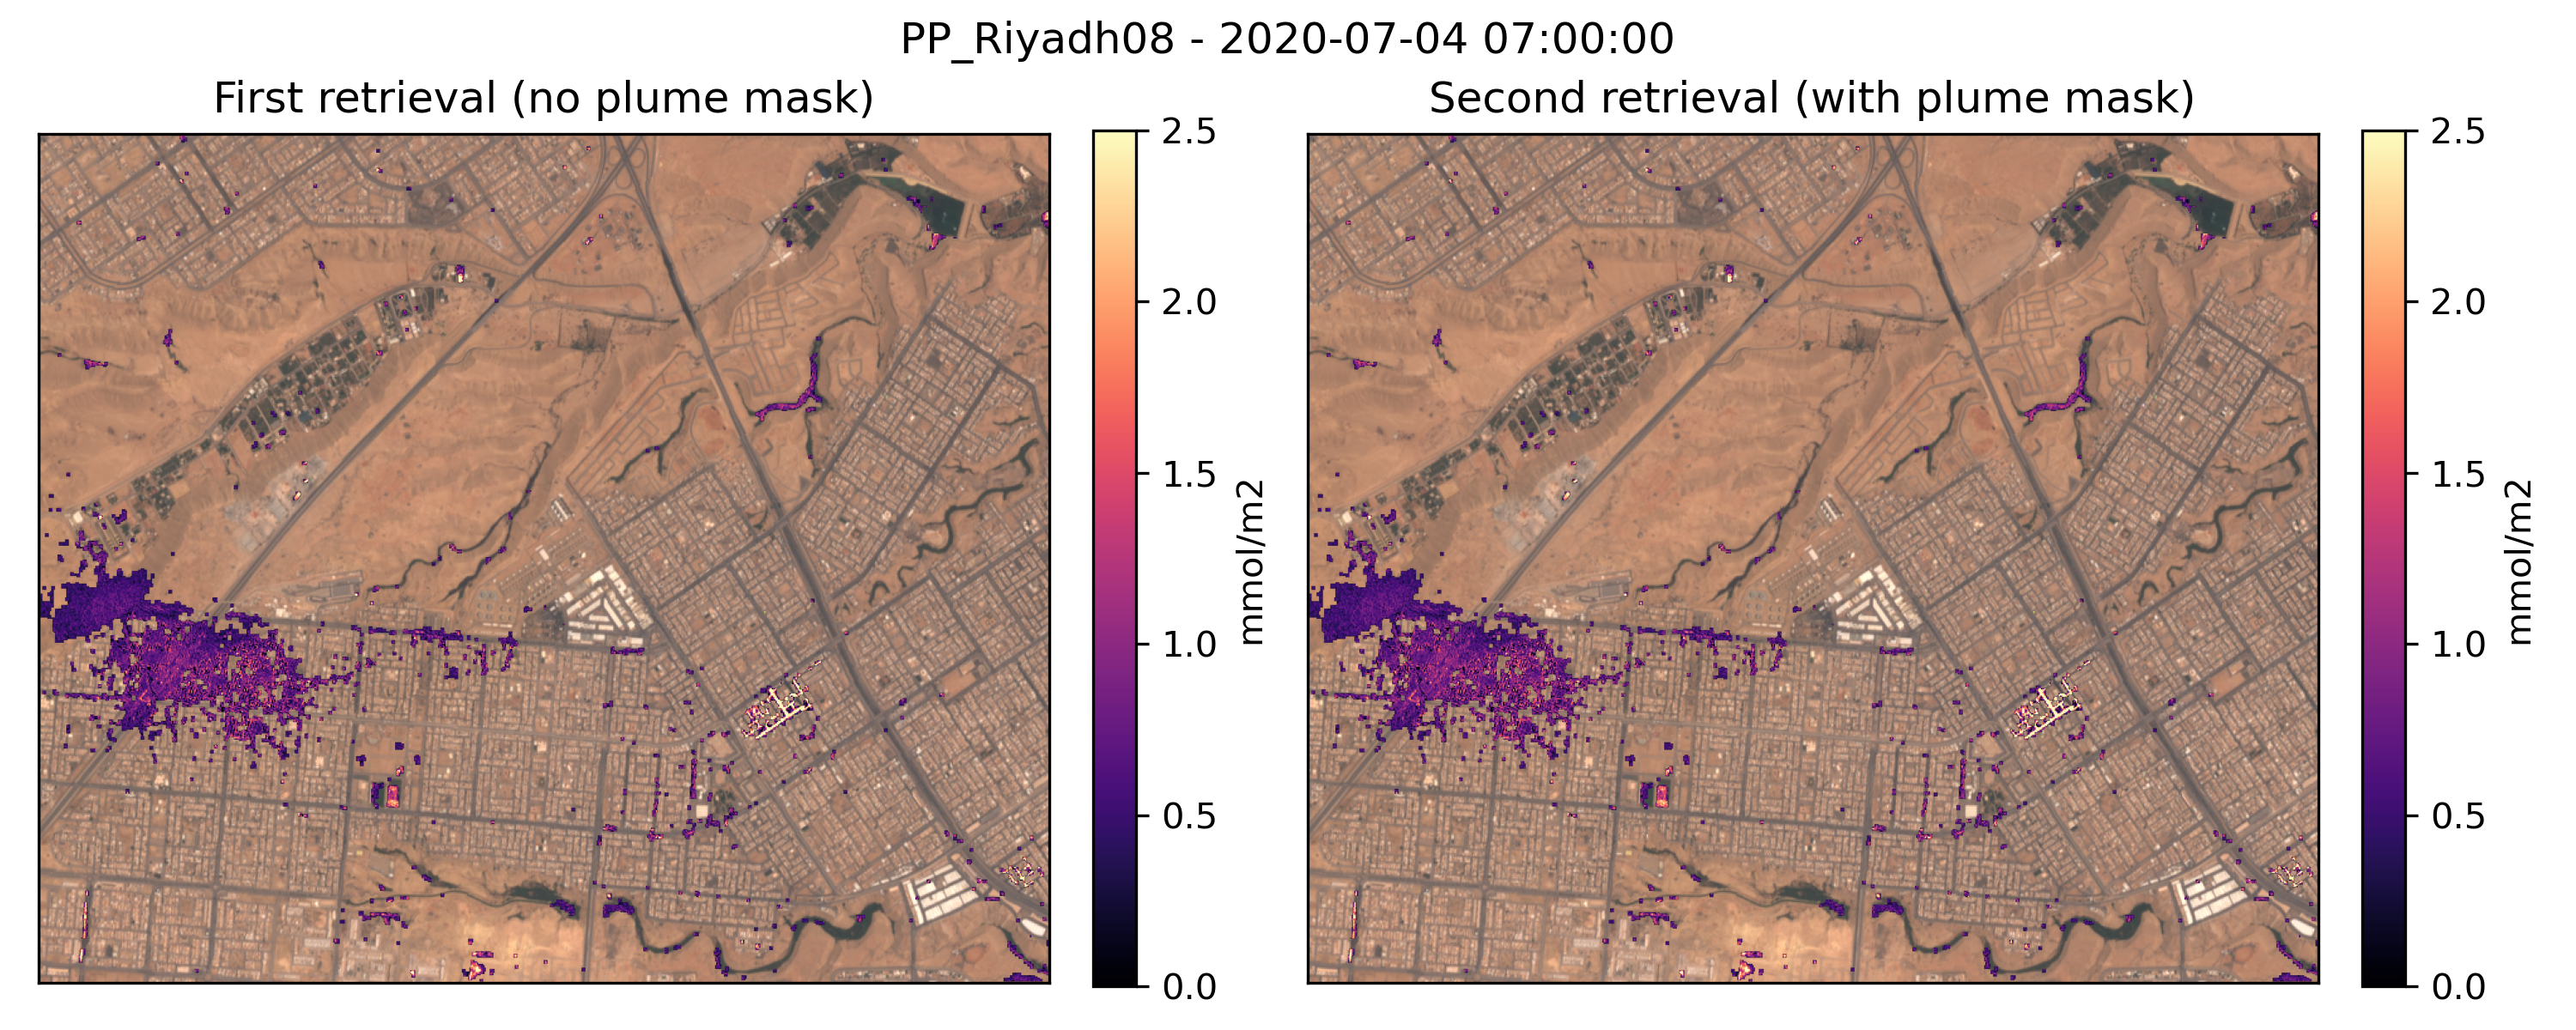 PP_Riyadh08 - 2020-07-04 07:00:00
First retrieval (no plume mask)
2.5
2.0
1.5
1.0
0.5
0.0
mmol/m2
Second retrieval (with plume mask)
2.5
2.0
1.5
1.0
0.5
0.0
mmol/m2